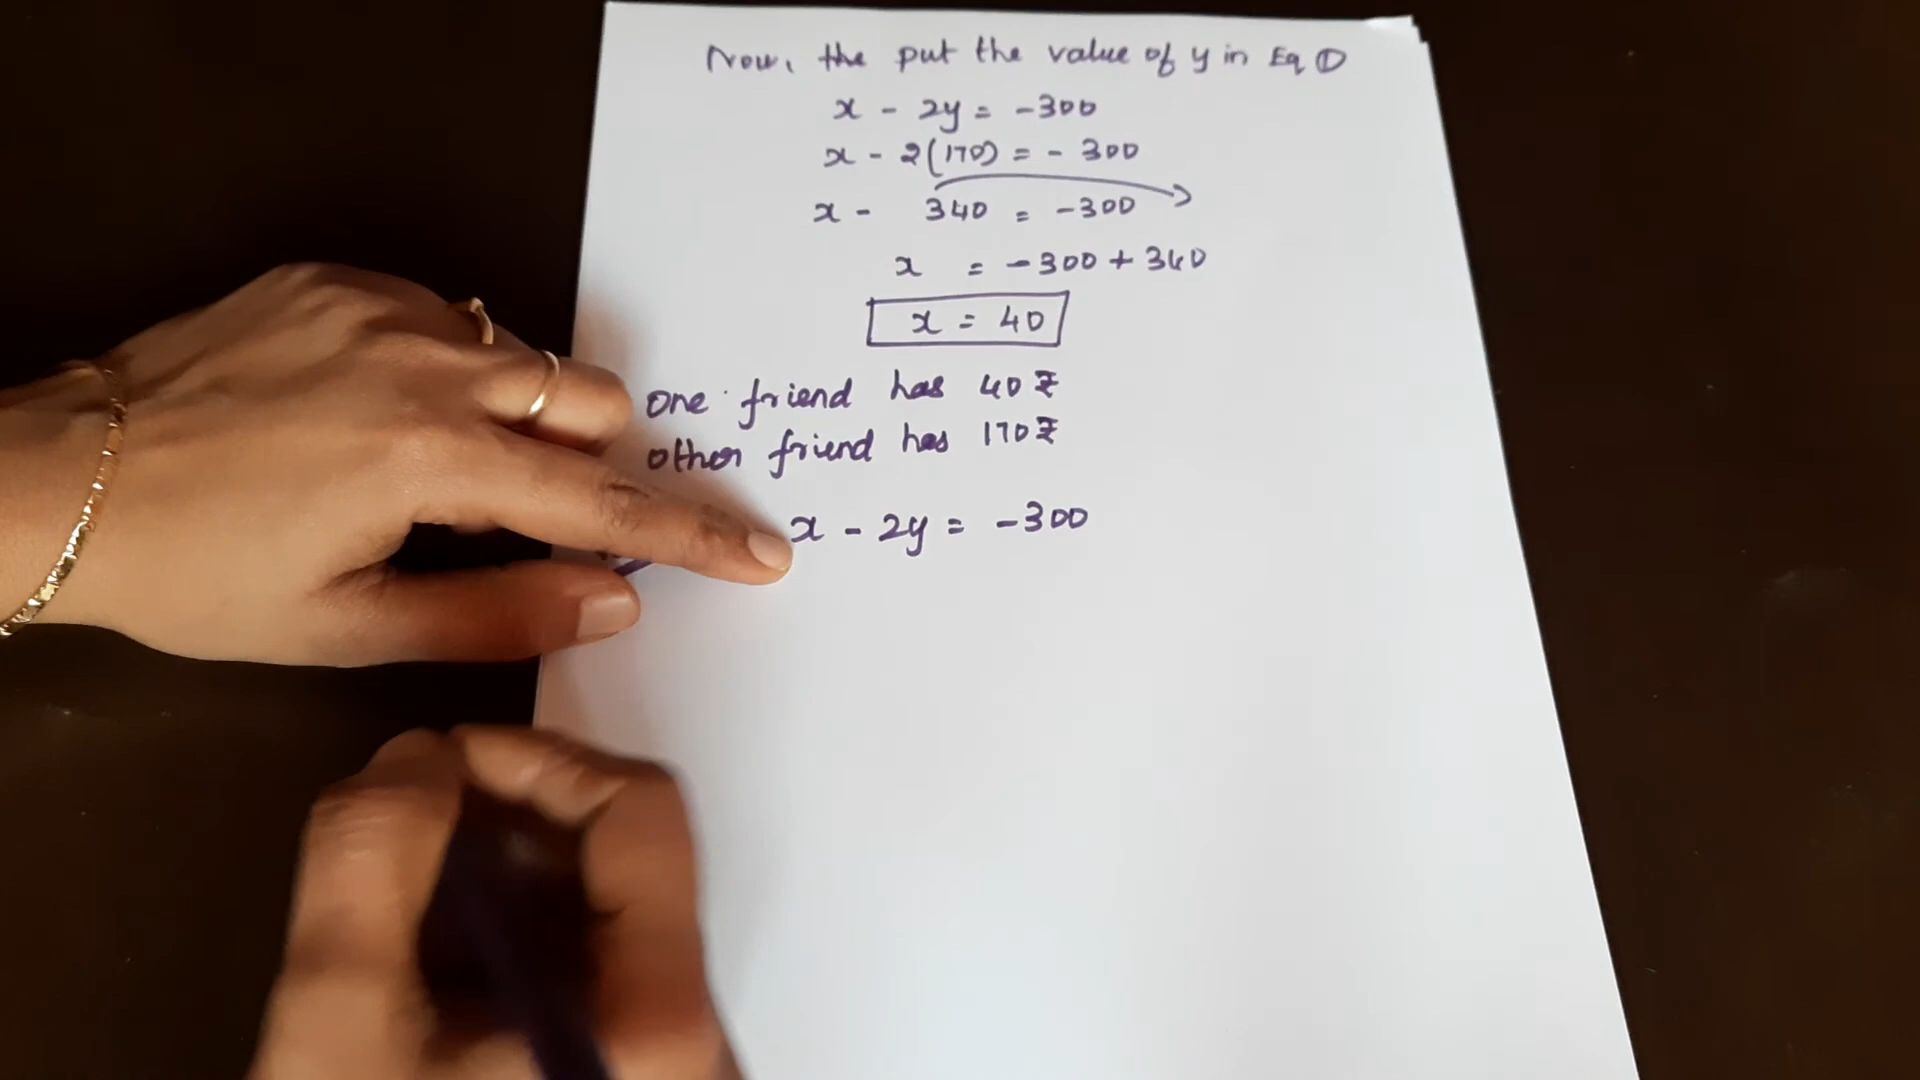 Now, the put the value of y in Eq ①
x - 2y = -300
x - 2(170) = - 300
x - 340 = -300
x = -300 + 340
x = 40
One friend has 40₹
other friend has 170₹
x - 2y = -300